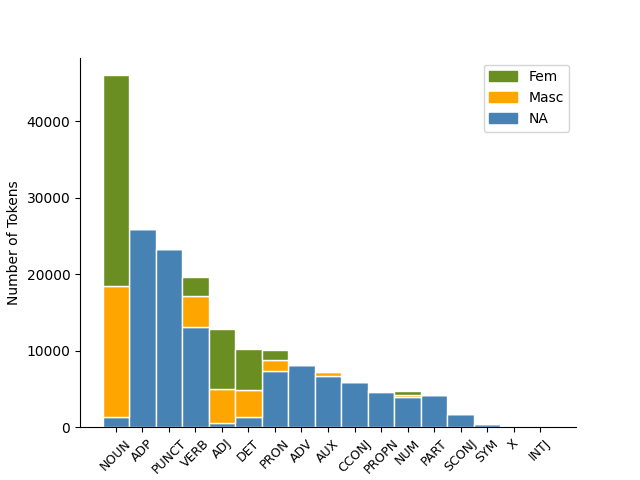 Fem
Masc
NA
Number of Tokens
40000
30000
20000
10000
0
NOUN
ADP
PUNCT
VERB
ADJ
DET
PRON
ADV
AUX
CCONJ
PROPN
NUM
PART
SCONJ
SYM
X
INTJ